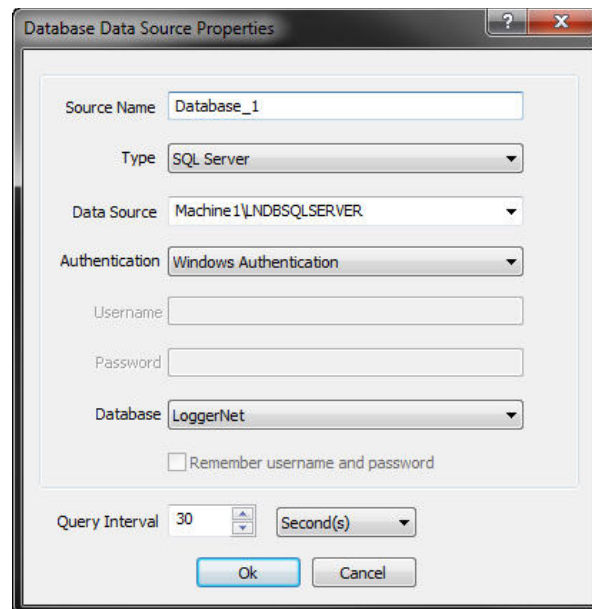 Database Data Source Properties
Source Name Database_1
Type SQL Server
Data Source Machine1\LNDBSQLSERVER
Authentication Windows Authentication
Username
Password
Database LoggerNet
Remember username and password
Query Interval 30 Second(s)
Ok Cancel